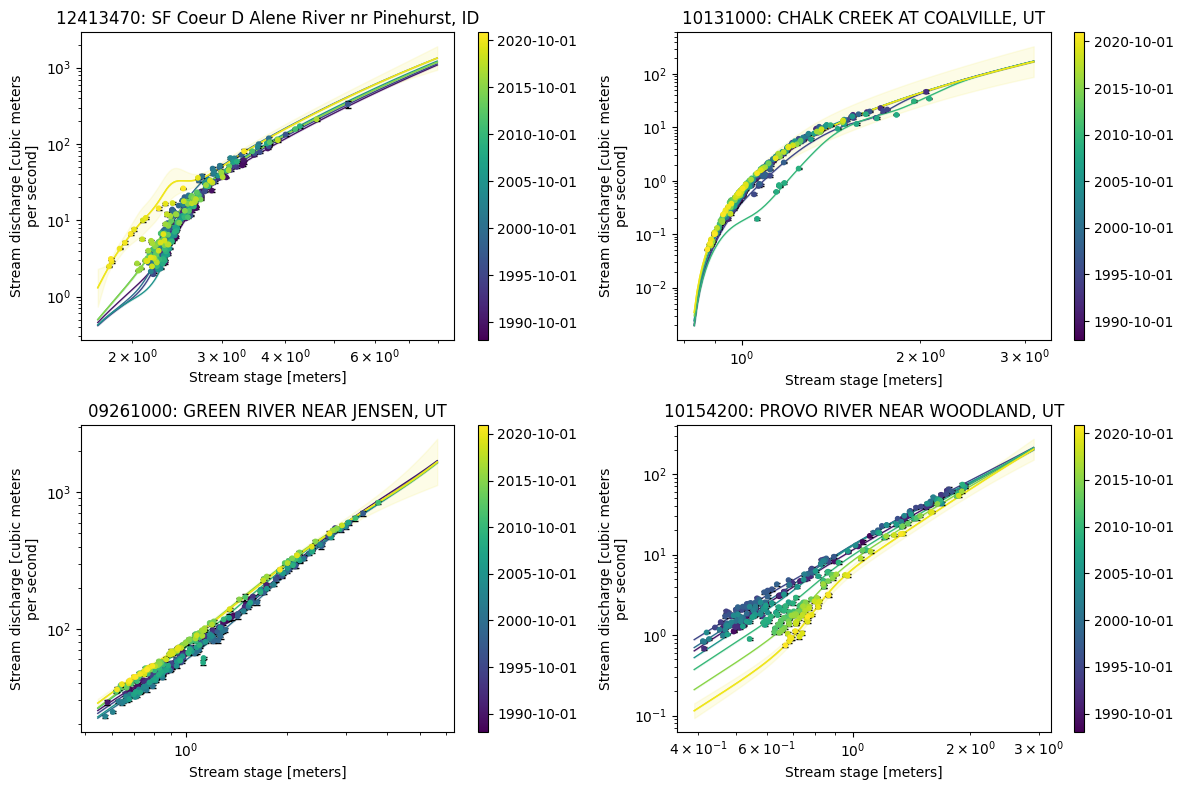 12413470: SF Coeur D Alene River nr Pinehurst, ID
10³
10²
10¹
10⁰
Stream discharge [cubic meters
per second]
2 × 10⁰
3 × 10⁰
4 × 10⁰
6 × 10⁰
Stream stage [meters]
2020-10-01
2015-10-01
2010-10-01
2005-10-01
2000-10-01
1995-10-01
1990-10-01
10131000: CHALK CREEK AT COALVILLE, UT
10²
10¹
10⁰
10⁻¹
10⁻²
Stream discharge [cubic meters
per second]
10⁰
2 × 10⁰
3 × 10⁰
Stream stage [meters]
2020-10-01
2015-10-01
2010-10-01
2005-10-01
2000-10-01
1995-10-01
1990-10-01
09261000: GREEN RIVER NEAR JENSEN, UT
10³
10²
Stream discharge [cubic meters
per second]
10⁰
Stream stage [meters]
2020-10-01
2015-10-01
2010-10-01
2005-10-01
2000-10-01
1995-10-01
1990-10-01
10154200: PROVO RIVER NEAR WOODLAND, UT
10²
10¹
10⁰
10⁻¹
Stream discharge [cubic meters
per second]
4 × 10⁻¹
6 × 10⁻¹
10⁰
2 × 10⁰
3 × 10⁰
Stream stage [meters]
2020-10-01
2015-10-01
2010-10-01
2005-10-01
2000-10-01
1995-10-01
1990-10-01